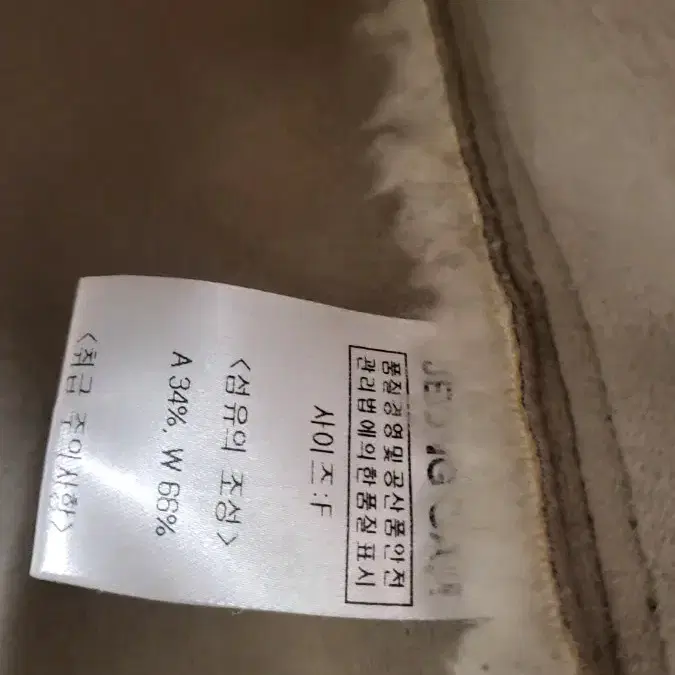 품질경영 및 공산품안전
관리법에 의한 품질 표시
사이즈:F
<섬유의 조성>
A 34%, W 66%
<취급 주의사항>